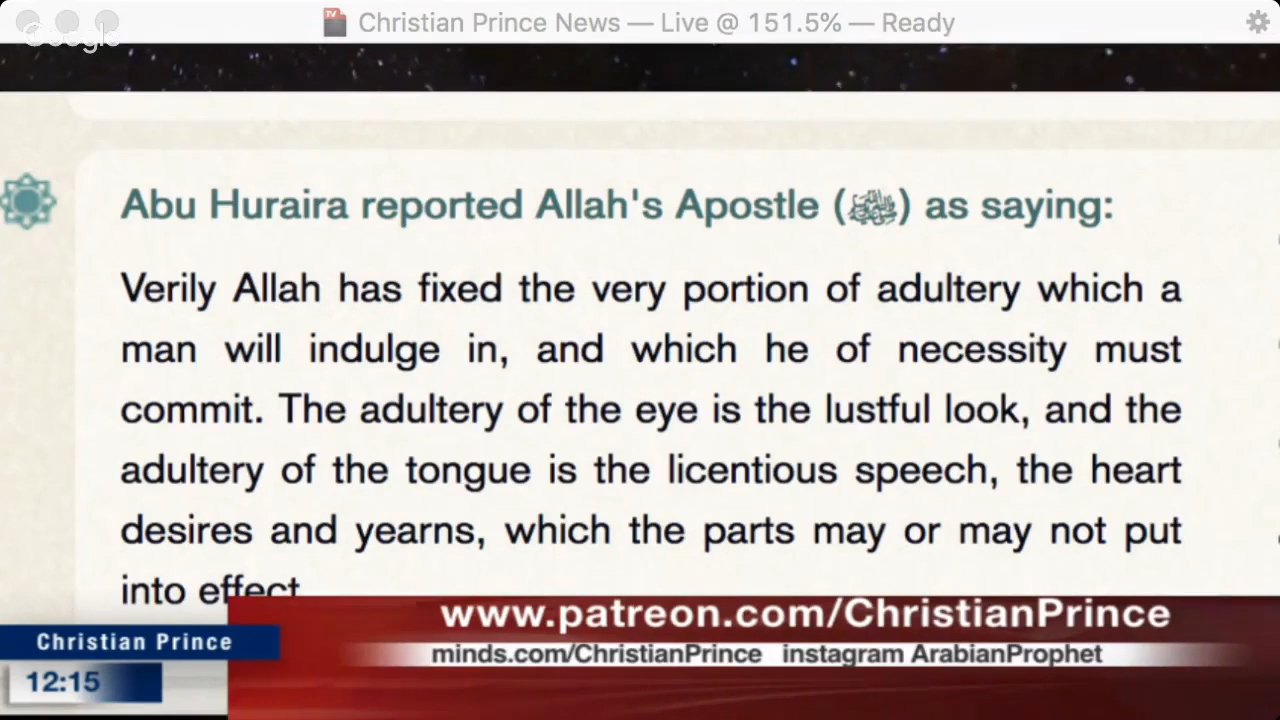 Christian Prince News — Live @ 151.5% — Ready
Google
Abu Huraira reported Allah's Apostle (ﷺ) as saying:
Verily Allah has fixed the very portion of adultery which a
man will indulge in, and which he of necessity must
commit. The adultery of the eye is the lustful look, and the
adultery of the tongue is the licentious speech, the heart
desires and yearns, which the parts may or may not put
into effect
www.patreon.com/ChristianPrince
Christian Prince
minds.com/ChristianPrince instagram ArabianProphet
12:15